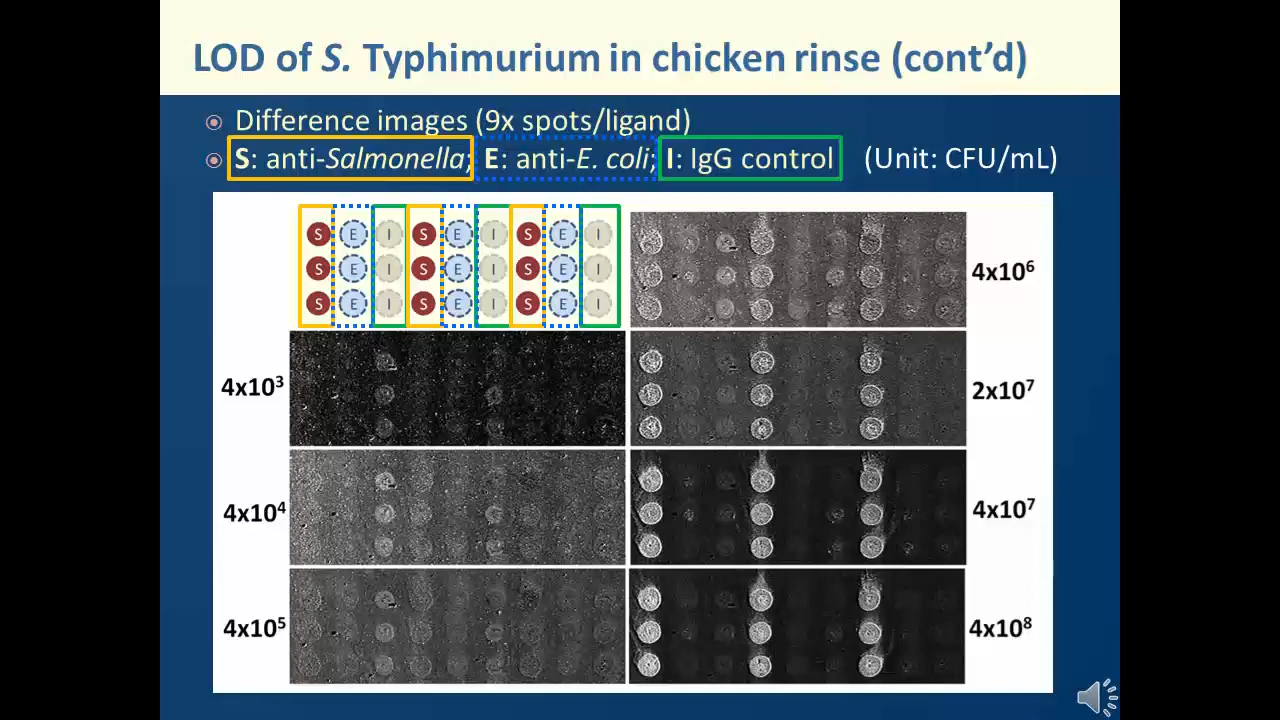 LOD of S. Typhimurium in chicken rinse (cont’d)
Difference images (9x spots/ligand)
S: anti-Salmonella; E: anti-E. coli; I: IgG control (Unit: CFU/mL)
S E I S E I S E I
S E I S E I S E I
S E I S E I S E I
4x10³
4x10⁴
4x10⁵
4x10⁶
2x10⁷
4x10⁷
4x10⁸